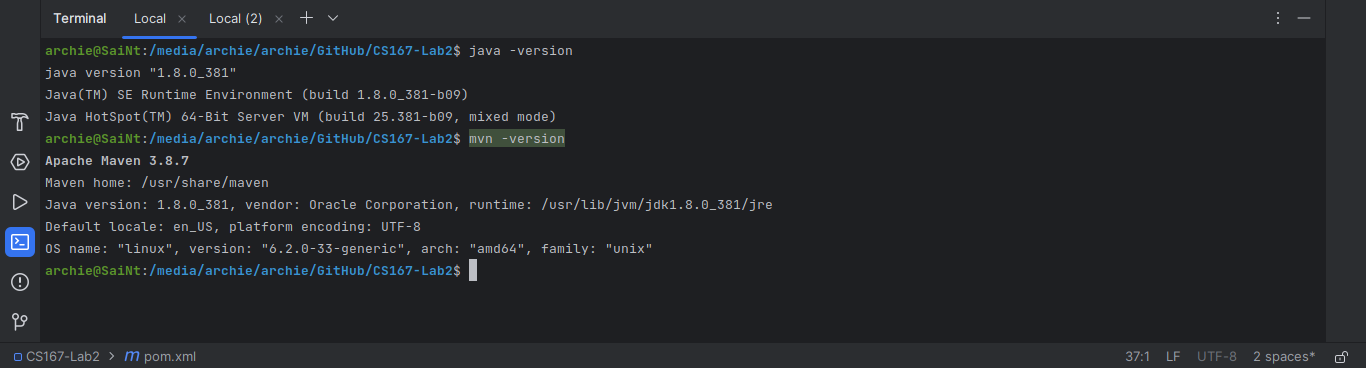 Terminal Local × Local (2) ×
archie@SaiNt:/media/archie/archie/GitHub/CS167-Lab2$ java -version
java version "1.8.0_381"
Java(TM) SE Runtime Environment (build 1.8.0_381-b09)
Java HotSpot(TM) 64-Bit Server VM (build 25.381-b09, mixed mode)
archie@SaiNt:/media/archie/archie/GitHub/CS167-Lab2$ mvn -version
Apache Maven 3.8.7
Maven home: /usr/share/maven
Java version: 1.8.0_381, vendor: Oracle Corporation, runtime: /usr/lib/jvm/jdk1.8.0_381/jre
Default locale: en_US, platform encoding: UTF-8
OS name: "linux", version: "6.2.0-33-generic", arch: "amd64", family: "unix"
archie@SaiNt:/media/archie/archie/GitHub/CS167-Lab2$
CS167-Lab2 > m pom.xml 37:1 LF UTF-8 2 spaces*